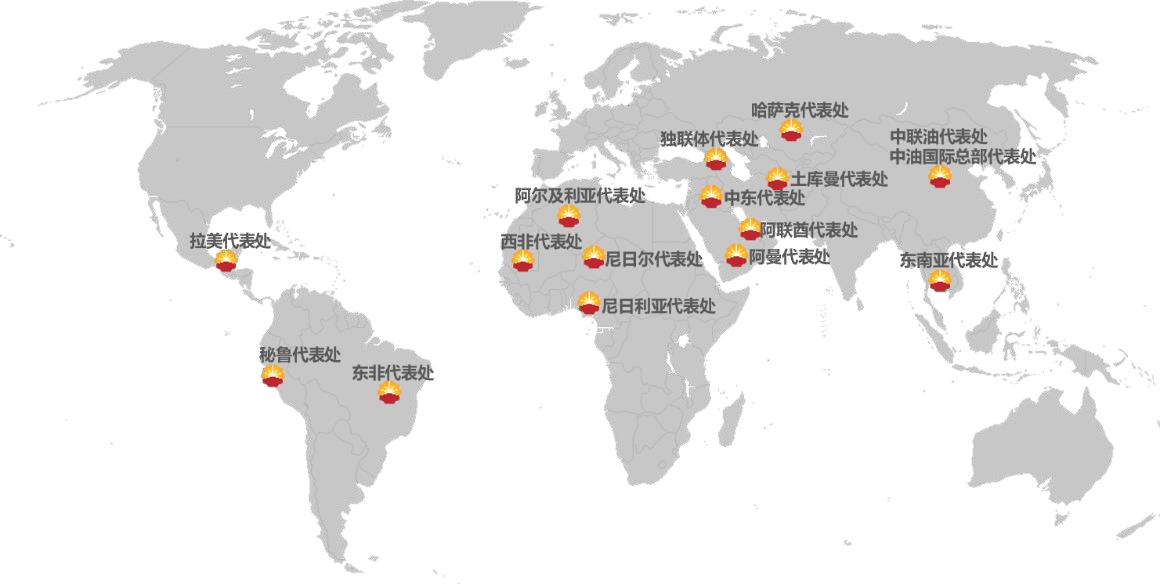 哈萨克代表处
独联体代表处
中联油代表处
中油国际总部代表处
土库曼代表处
阿尔及利亚代表处
中东代表处
阿联酋代表处
拉美代表处
西非代表处
尼日尔代表处
阿曼代表处
东南亚代表处
尼日利亚代表处
秘鲁代表处
东非代表处